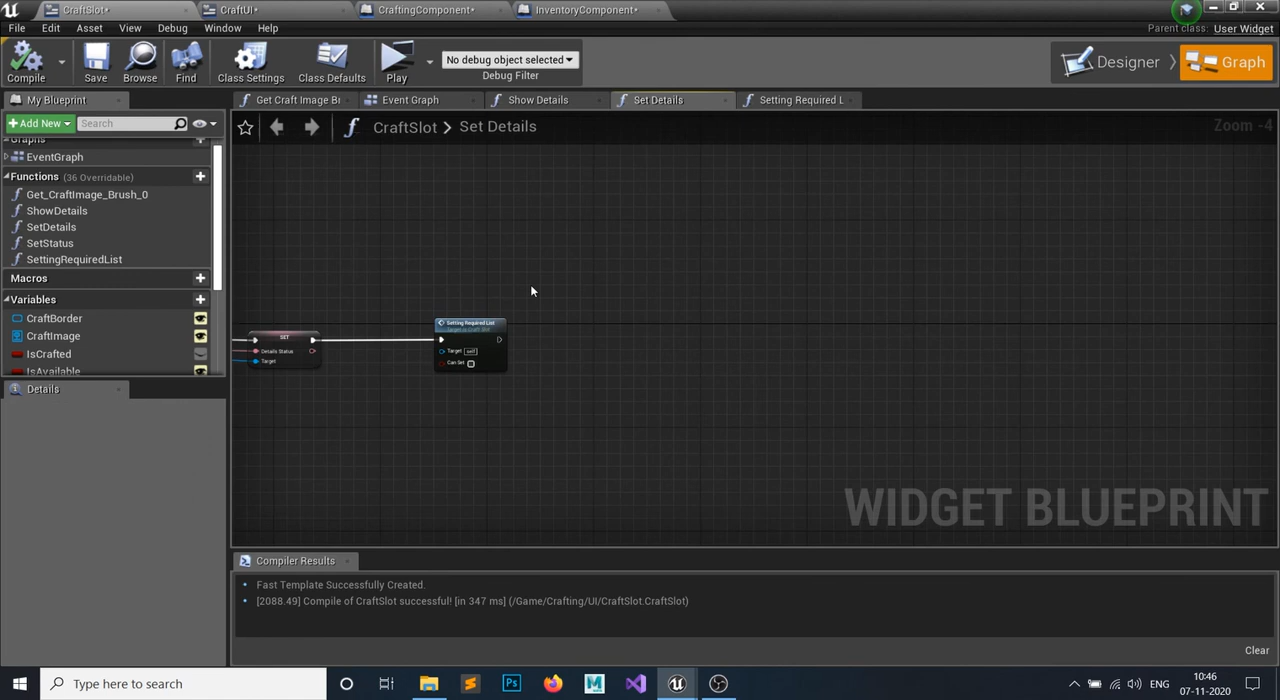 CraftSlot*
CraftUI*
CraftingComponent*
InventoryComponent*
File Edit Asset View Debug Window Help
Parent class: User Widget
Compile
Save
Browse
Find
Class Settings
Class Defaults
Play
No debug object selected
Debug Filter
Designer
Graph
My Blueprint
Get Craft Image Br
Event Graph
Show Details
Set Details
Setting Required L
Add New
Search
CraftSlot > Set Details
Zoom -4
Graphs
EventGraph
Functions (36 Overridable)
Get_CraftImage_Brush_0
ShowDetails
SetDetails
SetStatus
SettingRequiredList
Macros
Variables
CraftBorder
CraftImage
IsCrafted
IsAvailable
Details
SET
Details Status
Target
Setting Required List
Target is Craft Slot
Target self
Can Set
WIDGET BLUEPRINT
Compiler Results
Fast Template Successfully Created.
[2088.49] Compile of CraftSlot successful! [in 347 ms] (/Game/Crafting/UI/CraftSlot.CraftSlot)
Clear
Type here to search
Ps
M
ENG
10:46
07-11-2020